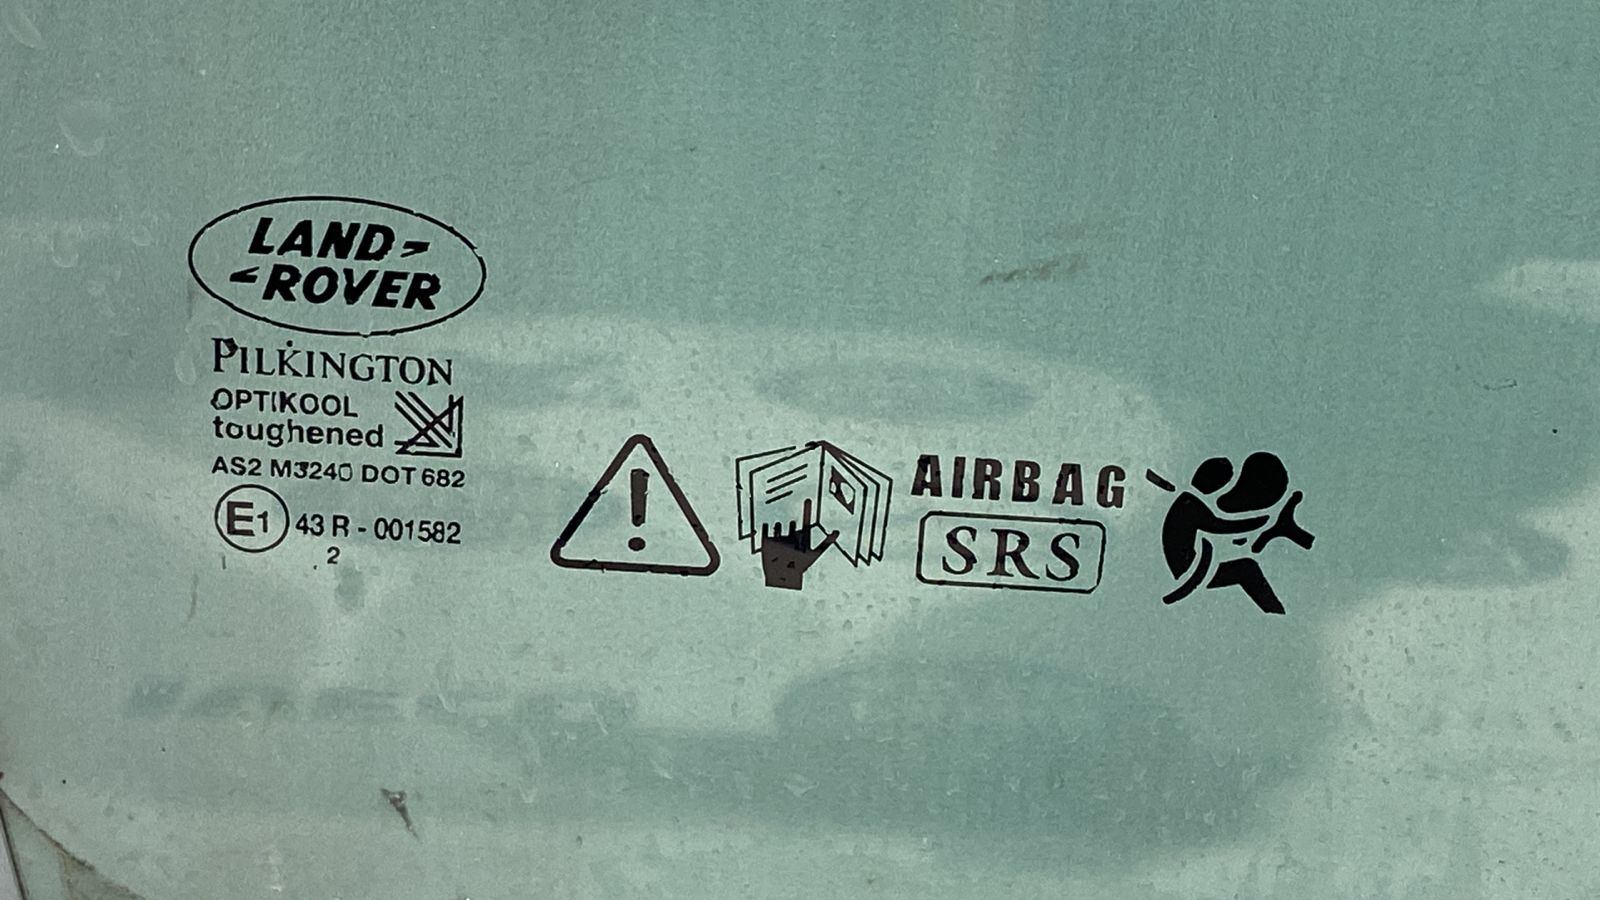 LAND
ROVER
PILKINGTON
OPTIKOOL
toughened
AS2 M3240 DOT 682
E1 43 R - 001582
2
!
AIRBAG
SRS